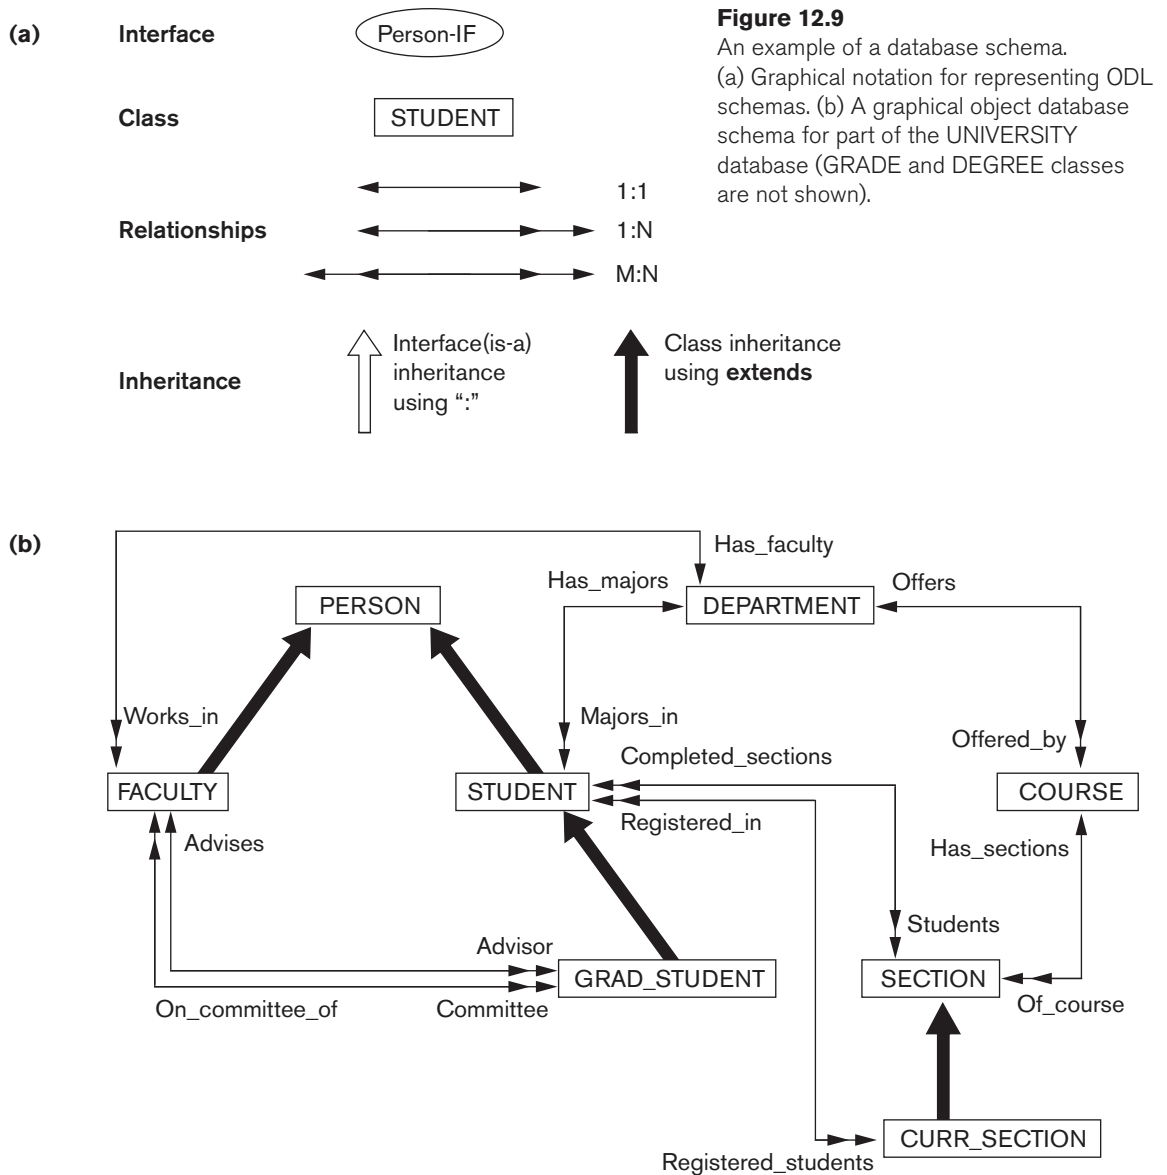 (a)
Interface
Person-IF
Class
STUDENT
Relationships
1:1
1:N
M:N
Inheritance
Interface(is-a)
inheritance
using “:”
Class inheritance
using extends
Figure 12.9
An example of a database schema.
(a) Graphical notation for representing ODL
schemas. (b) A graphical object database
schema for part of the UNIVERSITY
database (GRADE and DEGREE classes
are not shown).
(b)
Has_faculty
Has_majors
Offers
PERSON
DEPARTMENT
Works_in
Majors_in
Offered_by
Completed_sections
FACULTY
STUDENT
COURSE
Registered_in
Advises
Has_sections
Students
Advisor
GRAD_STUDENT
SECTION
On_committee_of
Committee
Of_course
CURR_SECTION
Registered_students